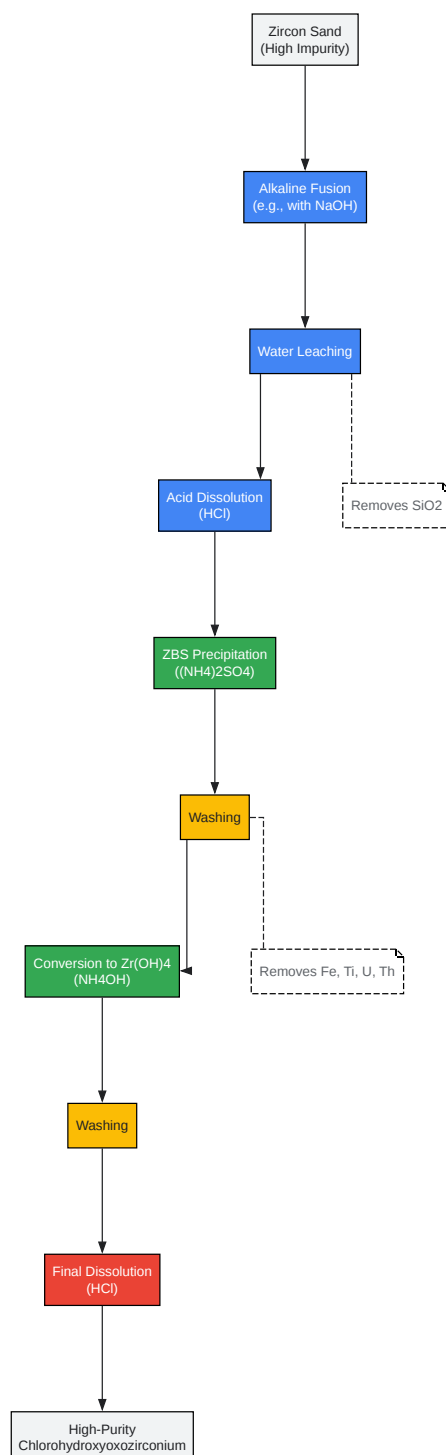 Zircon Sand
(High Impurity)
Alkaline Fusion
(e.g., with NaOH)
Water Leaching
Acid Dissolution
(HCl)
Removes SiO2
ZBS Precipitation
((NH4)2SO4)
Washing
Conversion to Zr(OH)4
(NH4OH)
Removes Fe, Ti, U, Th
Washing
Final Dissolution
(HCl)
High-Purity
Chlorohydroxyoxozirconium